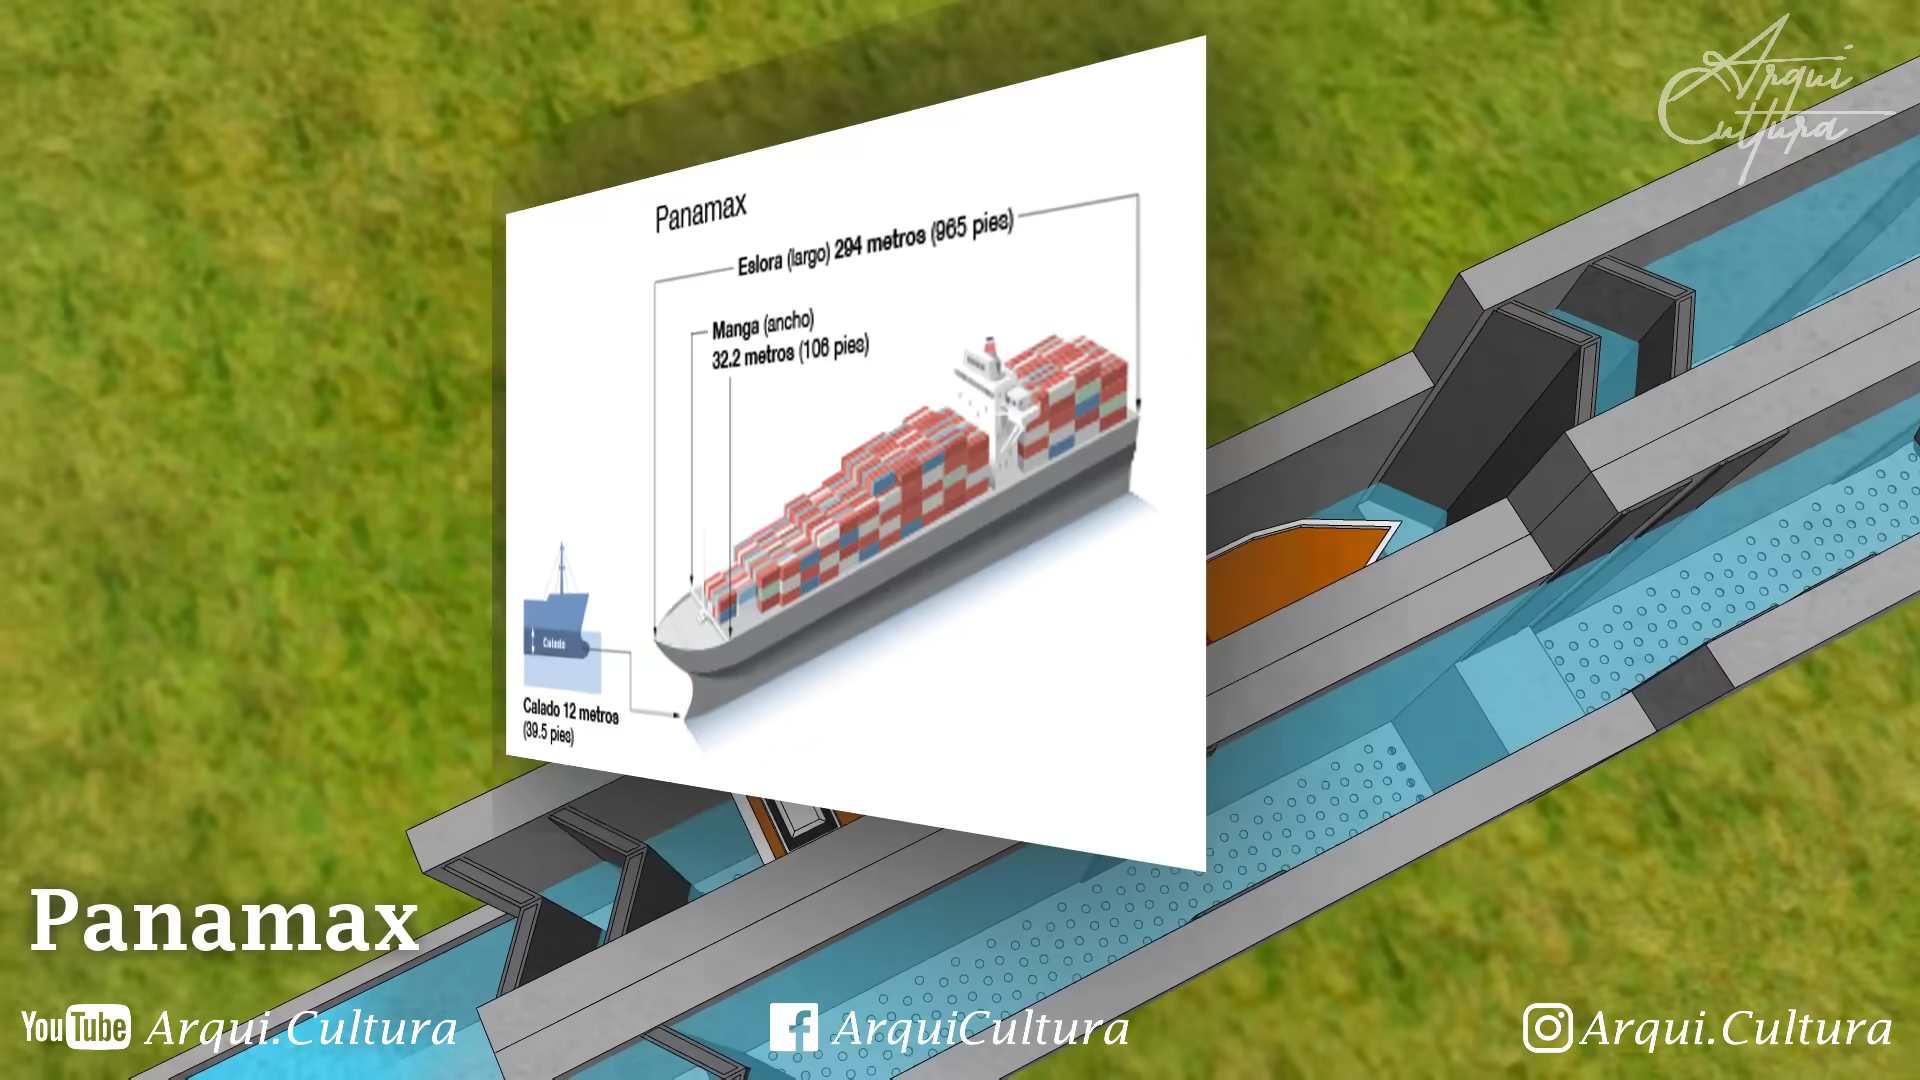 Arqui
Cultura
Panamax
Eslora (largo) 294 metros (965 pies)
Manga (ancho)
32.2 metros (106 pies)
Calado
Calado 12 metros
(39.5 pies)
Panamax
YouTube Arqui.Cultura
f ArquiCultura
Arqui.Cultura